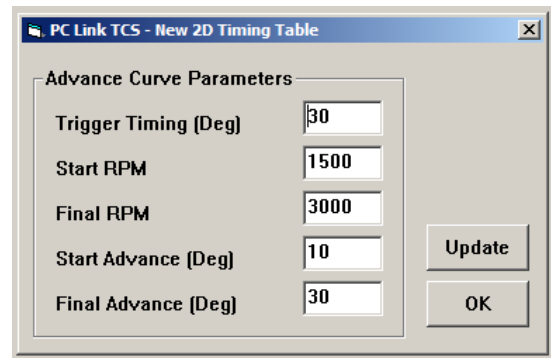 PC Link TCS - New 2D Timing Table
Advance Curve Parameters
Trigger Timing (Deg) 30
Start RPM 1500
Final RPM 3000
Start Advance (Deg) 10
Update
Final Advance (Deg) 30
OK